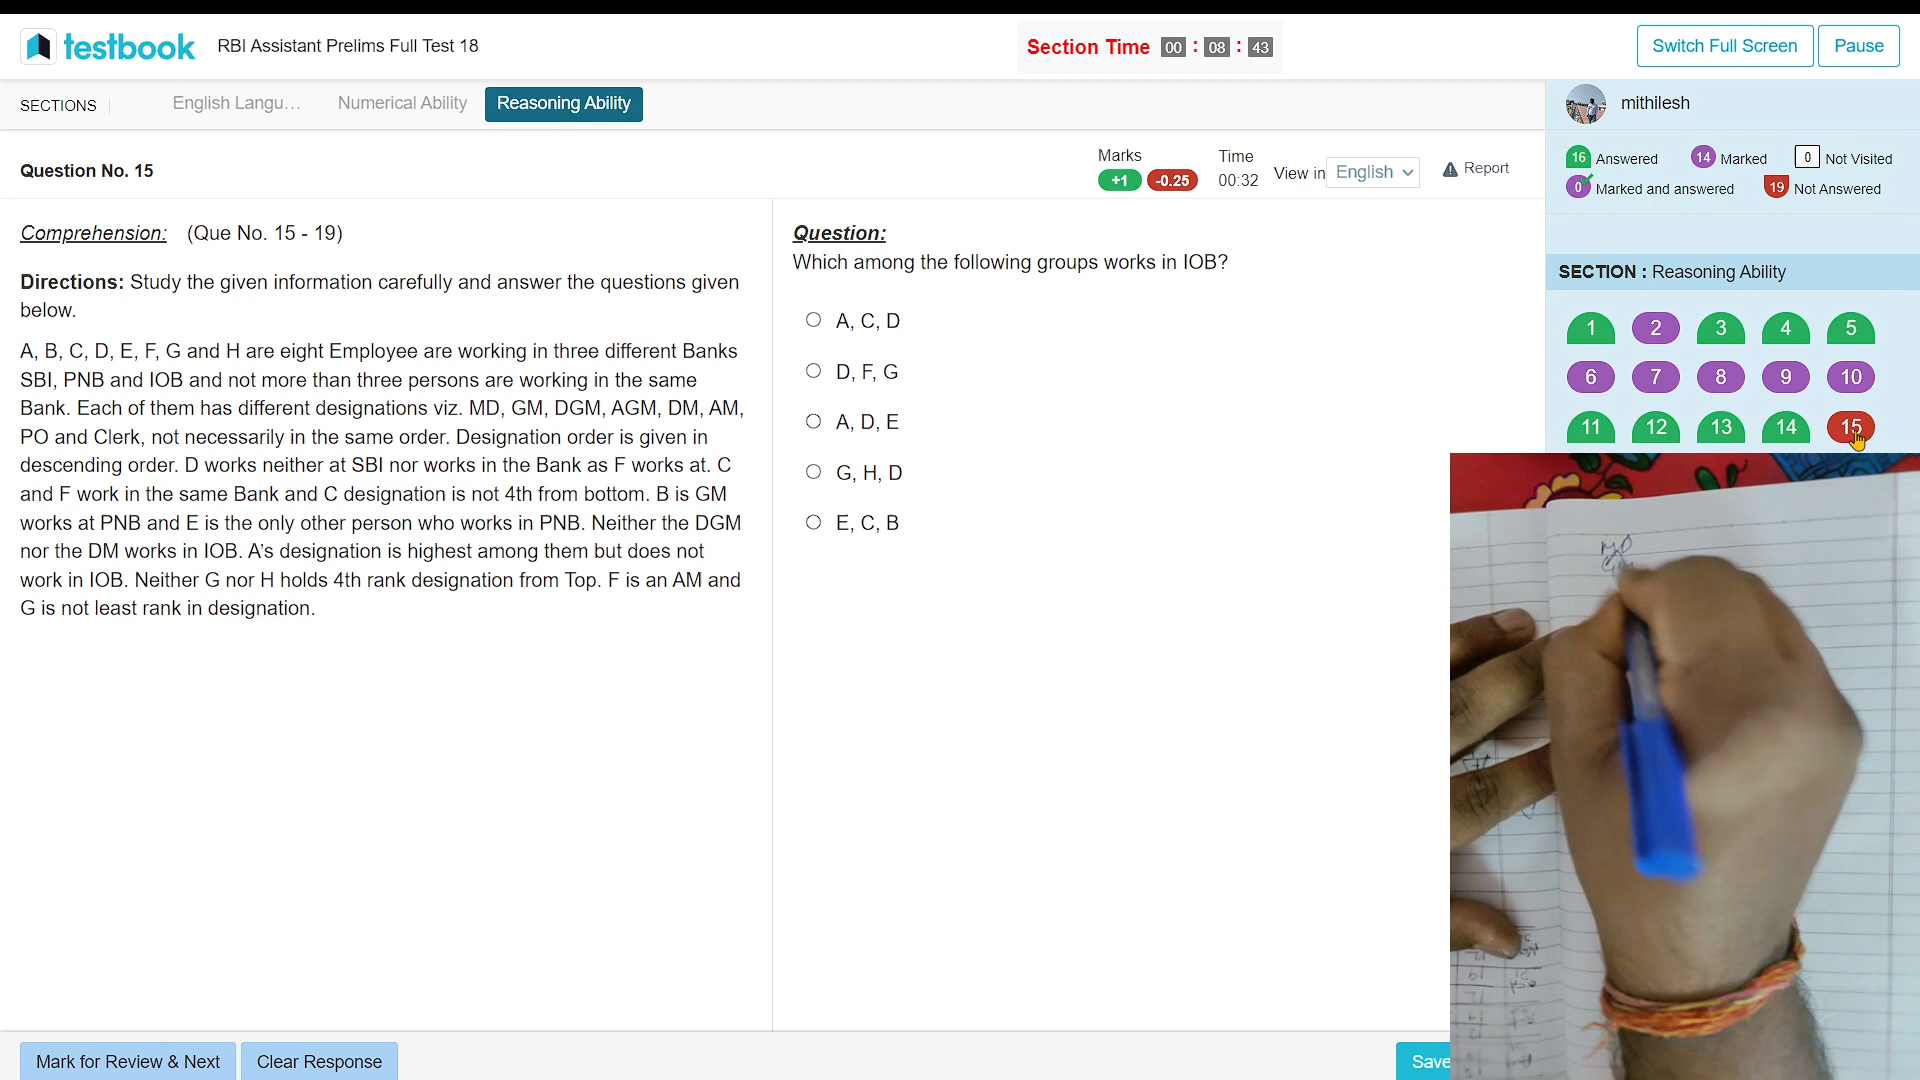 testbook RBI Assistant Prelims Full Test 18 Section Time 00 : 08 : 43 Switch Full Screen Pause
SECTIONS English Langu... Numerical Ability Reasoning Ability
mithilesh
Question No. 15
Marks
+1 -0.25
Time
00:32
View in English
Report
16 Answered 14 Marked 0 Not Visited
0 Marked and answered 19 Not Answered
Comprehension: (Que No. 15 - 19)
Directions: Study the given information carefully and answer the questions given
below.
A, B, C, D, E, F, G and H are eight Employee are working in three different Banks
SBI, PNB and IOB and not more than three persons are working in the same
Bank. Each of them has different designations viz. MD, GM, DGM, AGM, DM, AM,
PO and Clerk, not necessarily in the same order. Designation order is given in
descending order. D works neither at SBI nor works in the Bank as F works at. C
and F work in the same Bank and C designation is not 4th from bottom. B is GM
works at PNB and E is the only other person who works in PNB. Neither the DGM
nor the DM works in IOB. A's designation is highest among them but does not
work in IOB. Neither G nor H holds 4th rank designation from Top. F is an AM and
G is not least rank in designation.
Question:
Which among the following groups works in IOB?
A, C, D
D, F, G
A, D, E
G, H, D
E, C, B
SECTION : Reasoning Ability
1 2 3 4 5
6 7 8 9 10
11 12 13 14 15
MD
Mark for Review & Next Clear Response Save